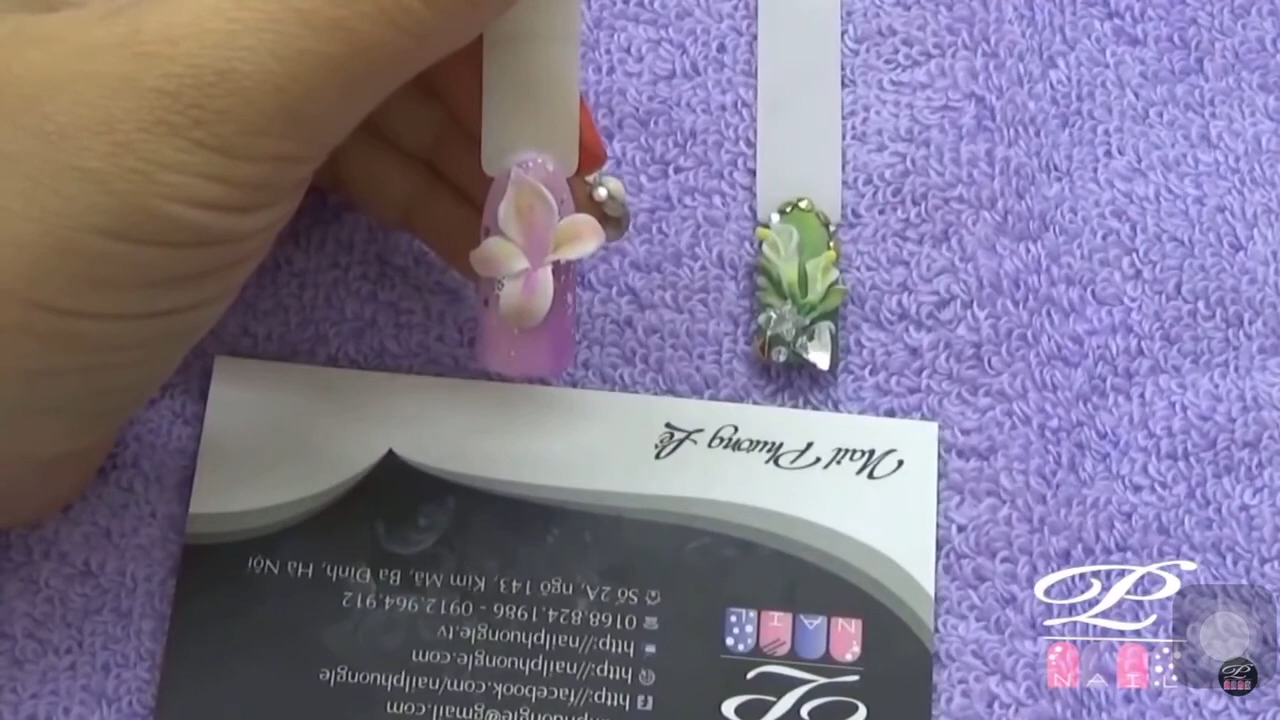 Nail Phương Lê
Số 2A, ngõ 143, Kim Mã, Ba Đình, Hà Nội
0168.824.1986 - 0912.964.912
http://nailphuongle.tv
http://nailphuongle.com
http://facebook.com/nailphuongle
NAIL
PL
NAIL